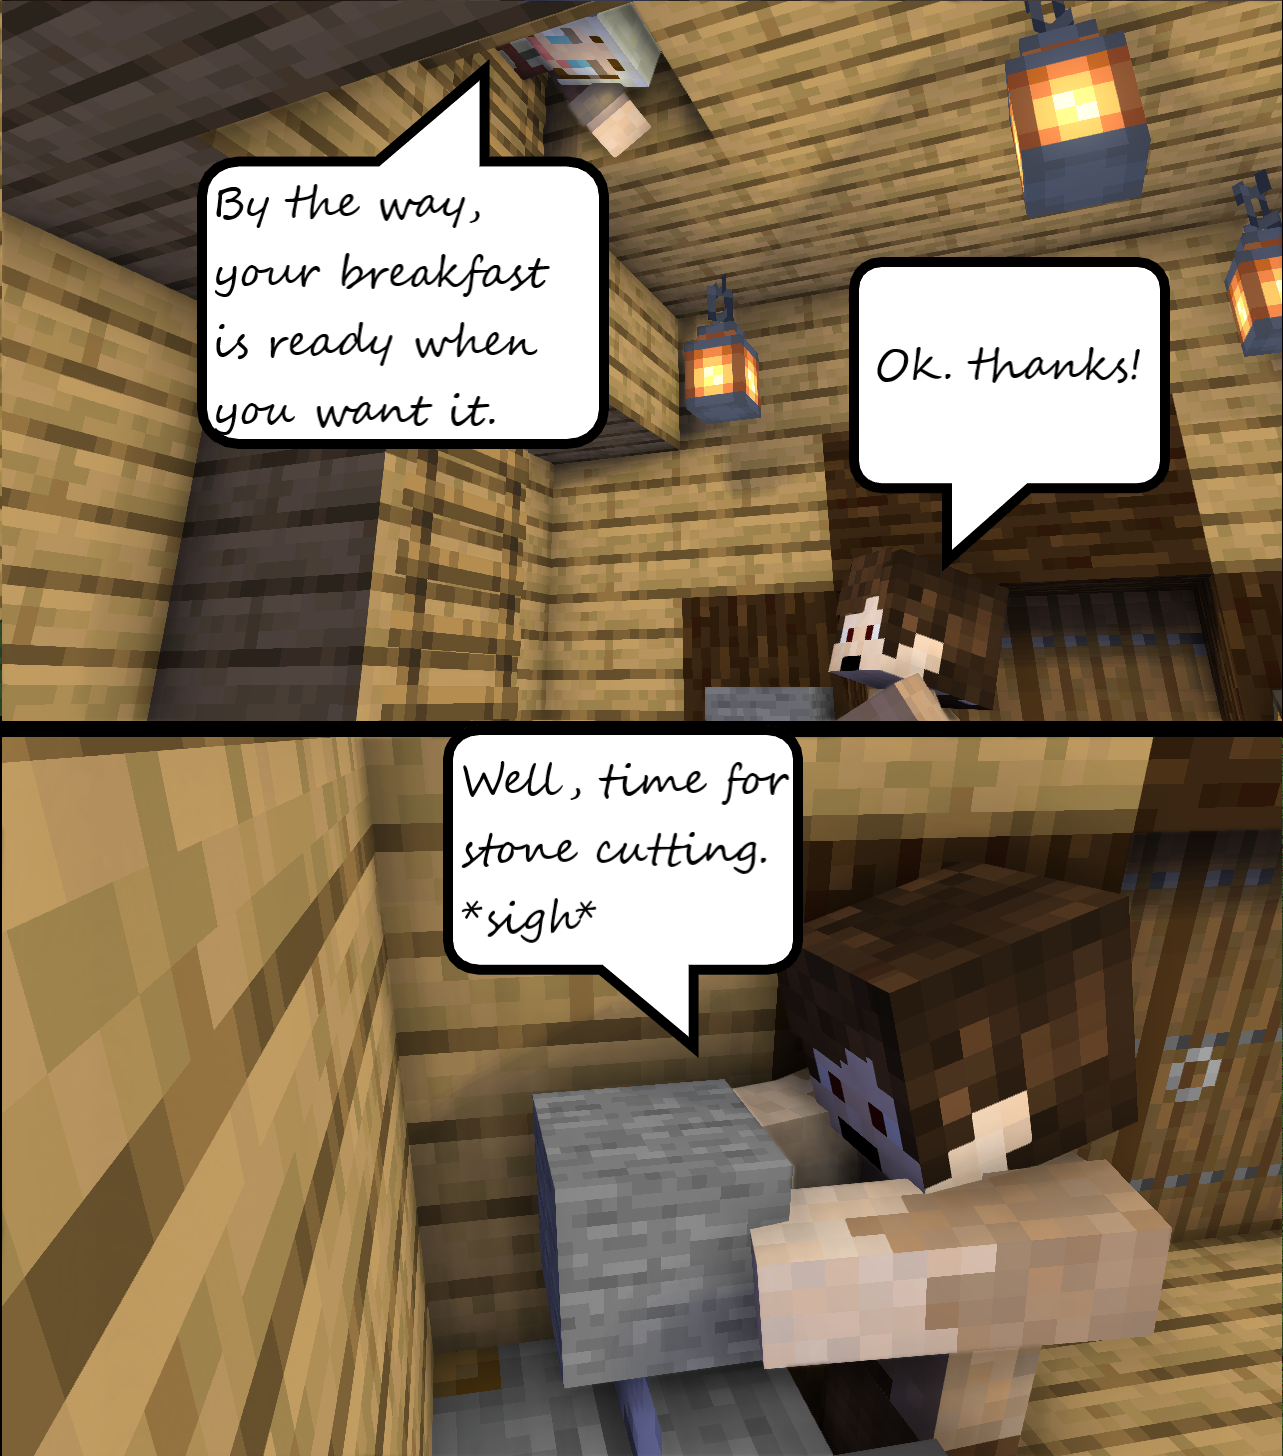 By the way,
your breakfast
is ready when
you want it.
Ok. thanks!
Well, time for
stone cutting.
*sigh*